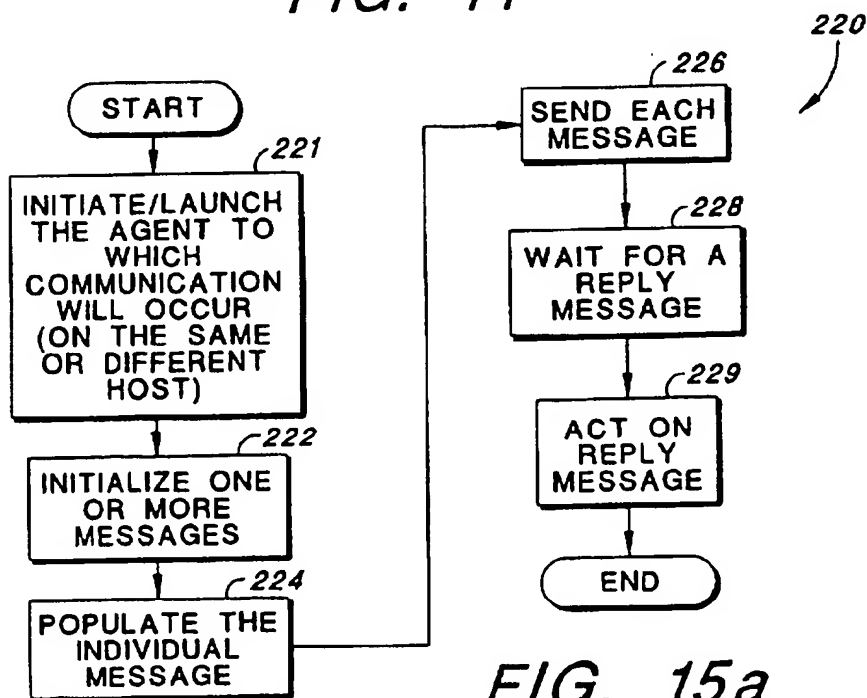 220
START
221
INITIATE/LAUNCH
THE AGENT TO
WHICH
COMMUNICATION
WILL OCCUR
(ON THE SAME
OR DIFFERENT
HOST)
222
INITIALIZE ONE
OR MORE
MESSAGES
224
POPULATE THE
INDIVIDUAL
MESSAGE
226
SEND EACH
MESSAGE
228
WAIT FOR A
REPLY
MESSAGE
229
ACT ON
REPLY
MESSAGE
END
FIG. 15a